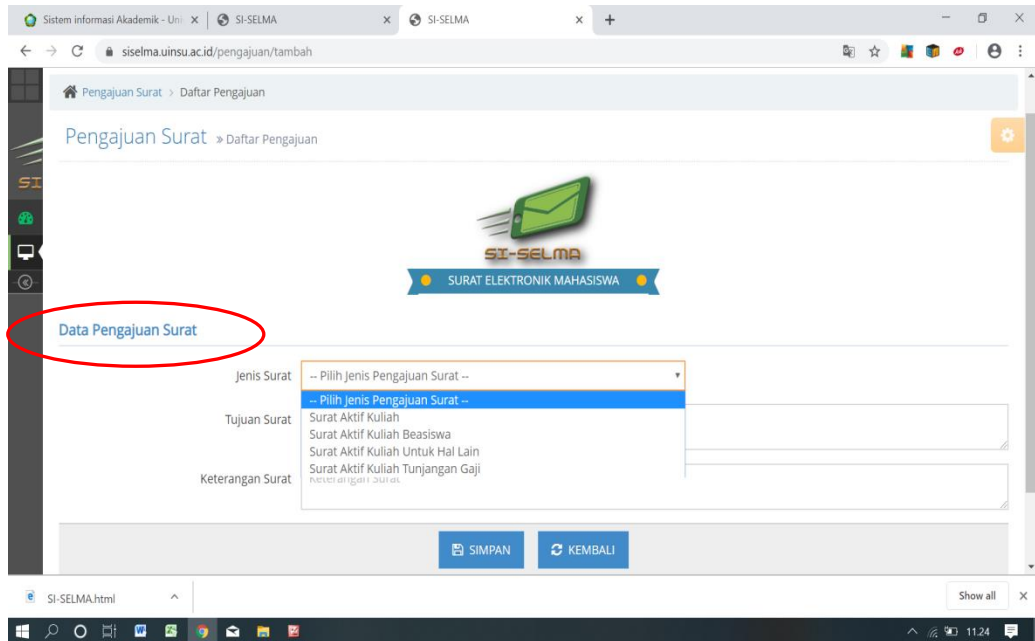 Sistem informasi Akademik - Uni
SI-SELMA
SI-SELMA
siselma.uinsu.ac.id/pengajuan/tambah
Pengajuan Surat > Daftar Pengajuan
Pengajuan Surat » Daftar Pengajuan
SI
SI-SELMA
SURAT ELEKTRONIK MAHASISWA
Data Pengajuan Surat
Jenis Surat
-- Pilih Jenis Pengajuan Surat --
-- Pilih Jenis Pengajuan Surat --
Surat Aktif Kuliah
Tujuan Surat
Surat Aktif Kuliah Beasiswa
Surat Aktif Kuliah Untuk Hal Lain
Surat Aktif Kuliah Tunjangan Gaji
Keterangan Surat
Keterangan Surat
SIMPAN
KEMBALI
SI-SELMA.html
Show all
11.24